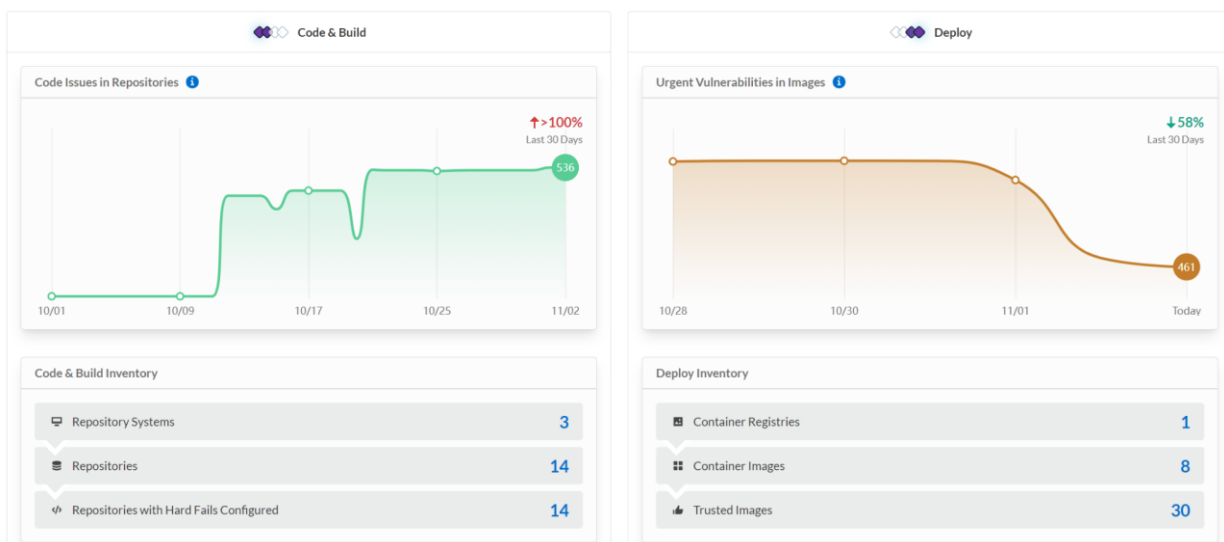 Code & Build
Code Issues in Repositories
↑>100%
Last 30 Days
536
10/01 10/09 10/17 10/25 11/02
Code & Build Inventory
Repository Systems 3
Repositories 14
Repositories with Hard Fails Configured 14
Deploy
Urgent Vulnerabilities in Images
↓58%
Last 30 Days
461
10/28 10/30 11/01 Today
Deploy Inventory
Container Registries 1
Container Images 8
Trusted Images 30